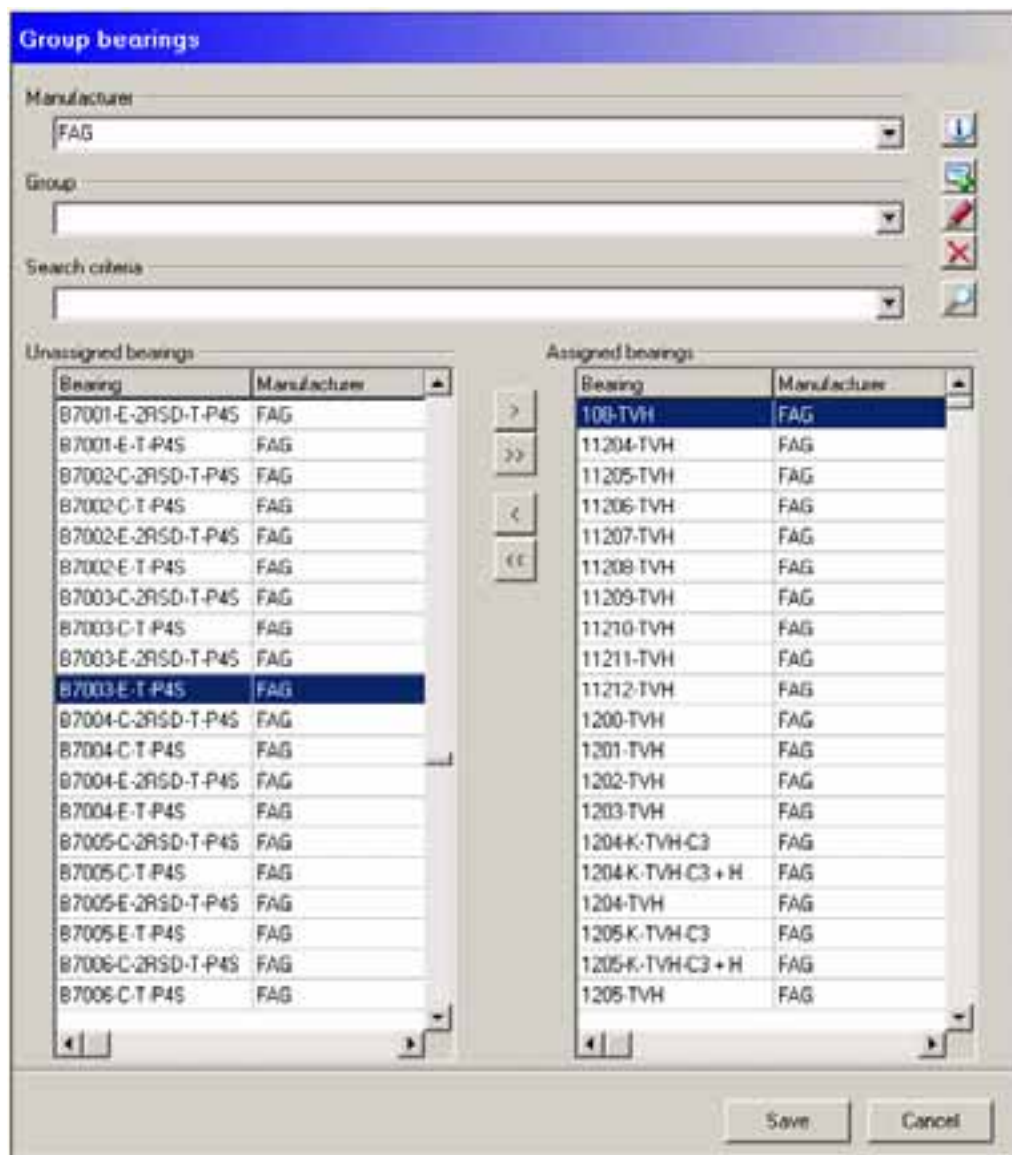 Group bearings
Manufacturer
FAG
Group
Search criteria
Unassigned bearings
Bearing Manufacturer
B7001-E-2RSD-T-P4S FAG
B7001-E-T-P4S FAG
B7002-C-2RSD-T-P4S FAG
B7002-C-T-P4S FAG
B7002-E-2RSD-T-P4S FAG
B7002-E-T-P4S FAG
B7003-C-2RSD-T-P4S FAG
B7003-C-T-P4S FAG
B7003-E-2RSD-T-P4S FAG
B7003-E-T-P4S FAG
B7004-C-2RSD-T-P4S FAG
B7004-C-T-P4S FAG
B7004-E-2RSD-T-P4S FAG
B7004-E-T-P4S FAG
B7005-C-2RSD-T-P4S FAG
B7005-C-T-P4S FAG
B7005-E-2RSD-T-P4S FAG
B7005-E-T-P4S FAG
B7006-C-2RSD-T-P4S FAG
B7006-C-T-P4S FAG
>
>>
<
<<
Assigned bearings
Bearing Manufacturer
108-TVH FAG
11204-TVH FAG
11205-TVH FAG
11206-TVH FAG
11207-TVH FAG
11208-TVH FAG
11209-TVH FAG
11210-TVH FAG
11211-TVH FAG
11212-TVH FAG
1200-TVH FAG
1201-TVH FAG
1202-TVH FAG
1203-TVH FAG
1204-K-TVH-C3 FAG
1204-K-TVH-C3 + H FAG
1204-TVH FAG
1205-K-TVH-C3 FAG
1205-K-TVH-C3 + H FAG
1205-TVH FAG
Save Cancel